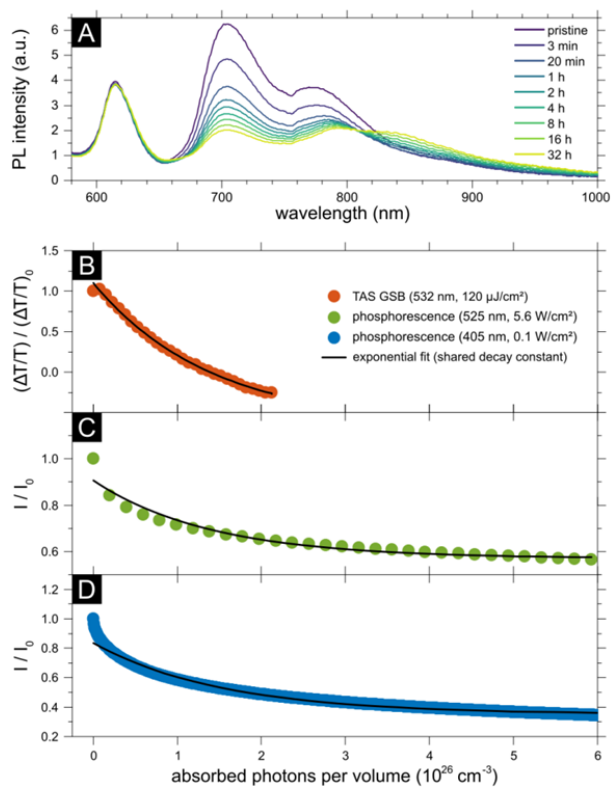 A
PL intensity (a.u.)
6
5
4
3
2
1
0
pristine
3 min
20 min
1 h
2 h
4 h
8 h
16 h
32 h
600
700
800
900
1000
wavelength (nm)
B
(ΔT/T) / (ΔT/T)₀
1.5
1.0
0.5
0.0
TAS GSB (532 nm, 120 µJ/cm²)
phosphorescence (525 nm, 5.6 W/cm²)
phosphorescence (405 nm, 0.1 W/cm²)
exponential fit (shared decay constant)
C
I / I₀
1.0
0.8
0.6
D
I / I₀
1.2
1.0
0.8
0.6
0.4
0.2
0
1
2
3
4
5
6
absorbed photons per volume (10²⁶ cm⁻³)